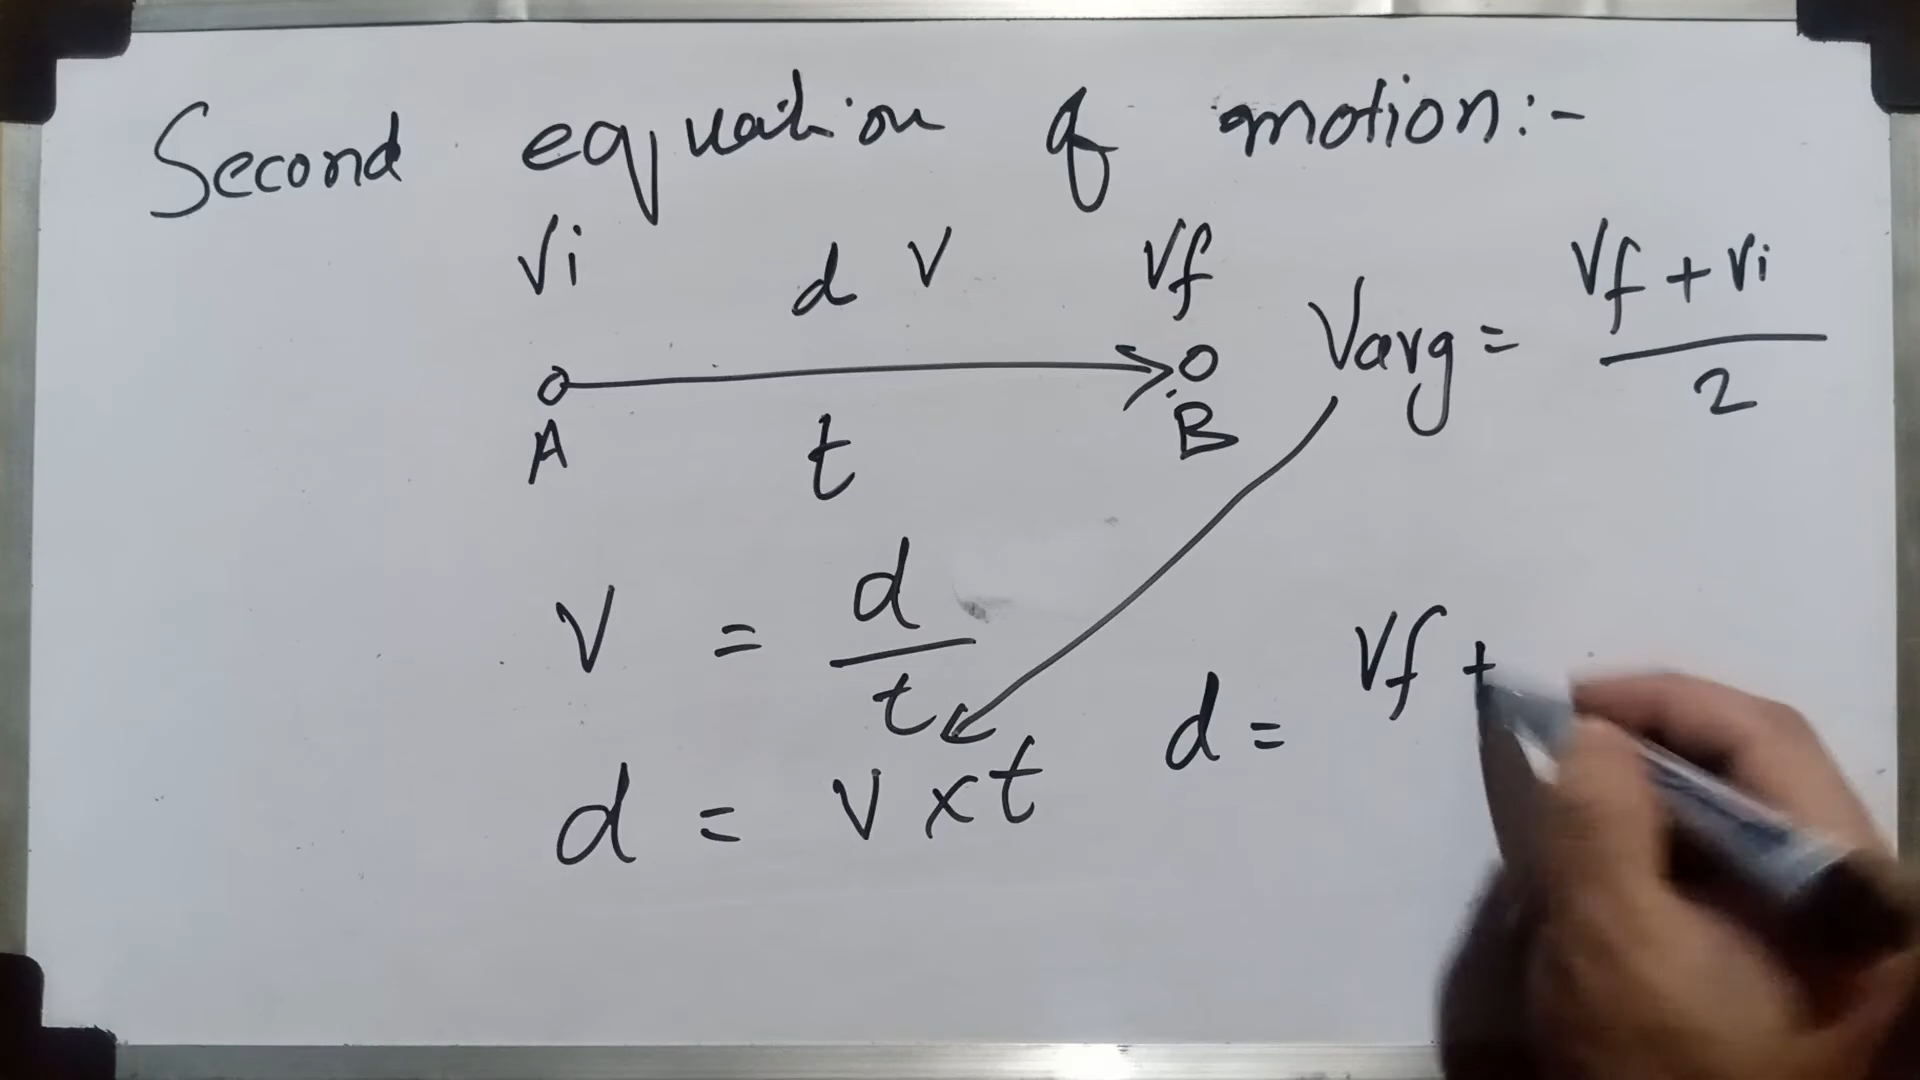 Second equation of motion:-
Vi d V Vf
A t B
Varg = Vf + Vi / 2
V = d / t
d = V x t
d = Vf +